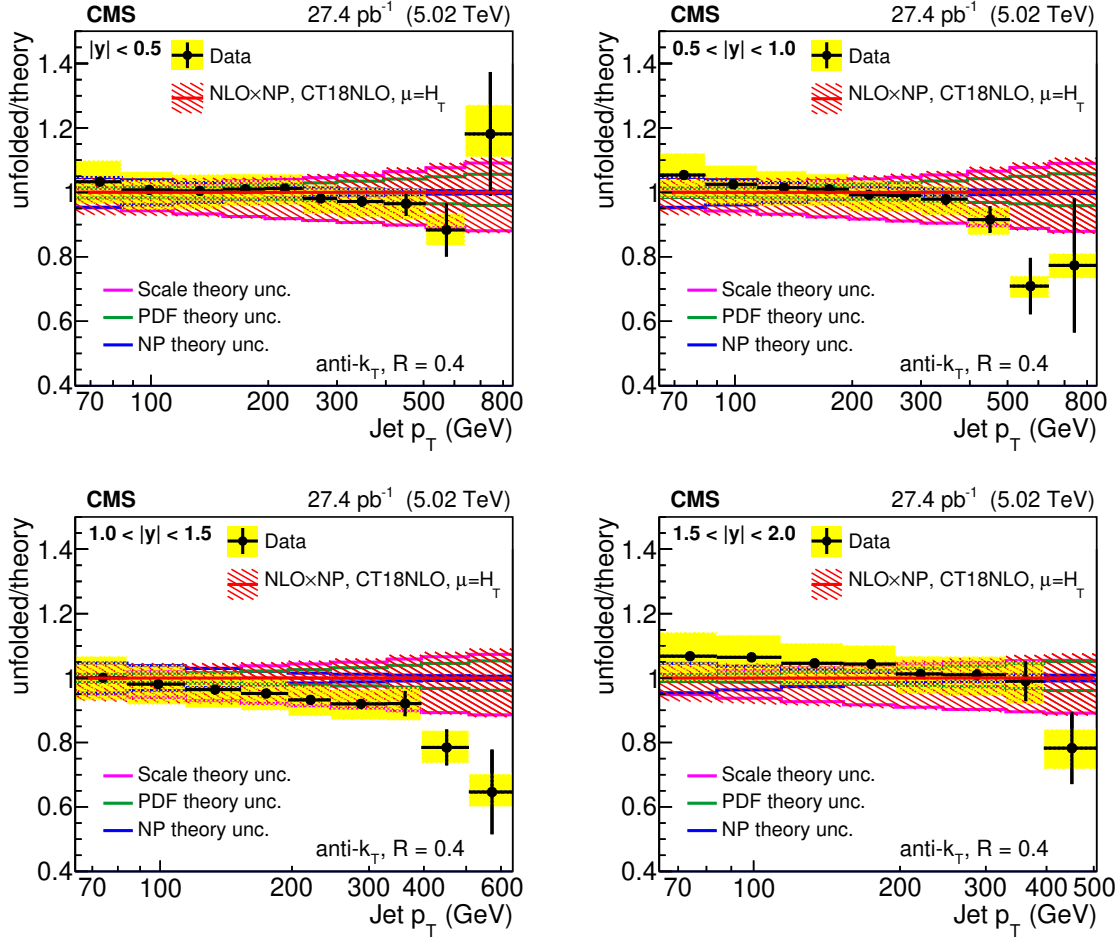 CMS 27.4 pb⁻¹ (5.02 TeV)
|y| < 0.5
Data
NLO×NP, CT18NLO, μ=H_T
unfolded/theory
1.4
1.2
1
0.8
0.6
0.4
Scale theory unc.
PDF theory unc.
NP theory unc.
anti-k_T, R = 0.4
70 100 200 300 400 500 800
Jet p_T (GeV)
CMS 27.4 pb⁻¹ (5.02 TeV)
0.5 < |y| < 1.0
Data
NLO×NP, CT18NLO, μ=H_T
unfolded/theory
1.4
1.2
1
0.8
0.6
0.4
Scale theory unc.
PDF theory unc.
NP theory unc.
anti-k_T, R = 0.4
70 100 200 300 400 500 800
Jet p_T (GeV)
CMS 27.4 pb⁻¹ (5.02 TeV)
1.0 < |y| < 1.5
Data
NLO×NP, CT18NLO, μ=H_T
unfolded/theory
1.4
1.2
1
0.8
0.6
0.4
Scale theory unc.
PDF theory unc.
NP theory unc.
anti-k_T, R = 0.4
70 100 200 300 400 600
Jet p_T (GeV)
CMS 27.4 pb⁻¹ (5.02 TeV)
1.5 < |y| < 2.0
Data
NLO×NP, CT18NLO, μ=H_T
unfolded/theory
1.4
1.2
1
0.8
0.6
0.4
Scale theory unc.
PDF theory unc.
NP theory unc.
anti-k_T, R = 0.4
70 100 200 300 400 500
Jet p_T (GeV)